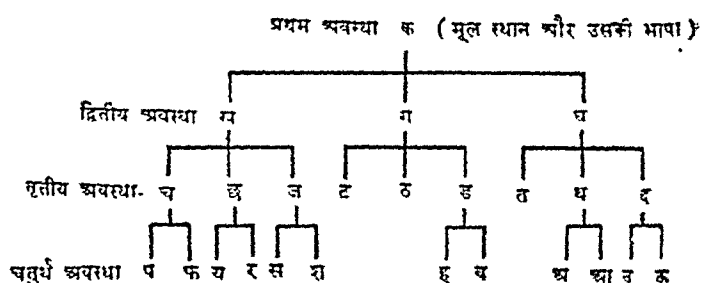 प्रथम अवस्था क (मूल स्थान और उसकी भाषा)
द्वितीय अवस्था ख ग घ
तृतीय अवस्था- च छ ज ट ठ ड त थ द
चतुर्थ अवस्था प फ य र स श ह व अ आ उ ऊ